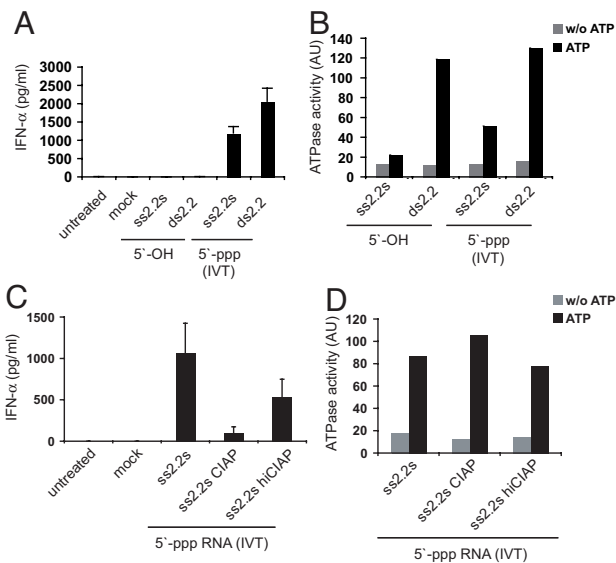 A
IFN-α (pg/ml)
3000
2500
2000
1500
1000
500
0
untreated
mock
ss2.2s
ds2.2
ss2.2s
ds2.2
5`-OH
5`-ppp
(IVT)
B
w/o ATP
ATP
ATPase activity (AU)
140
120
100
80
60
40
20
0
ss2.2s
ds2.2
ss2.2s
ds2.2
5`-OH
5`-ppp
(IVT)
C
IFN-α (pg/ml)
1500
1000
500
0
untreated
mock
ss2.2s
ss2.2s CIAP
ss2.2s hiCIAP
5`-ppp RNA (IVT)
D
w/o ATP
ATP
ATPase activity (AU)
120
100
80
60
40
20
0
ss2.2s
ss2.2s CIAP
ss2.2s hiCIAP
5`-ppp RNA (IVT)